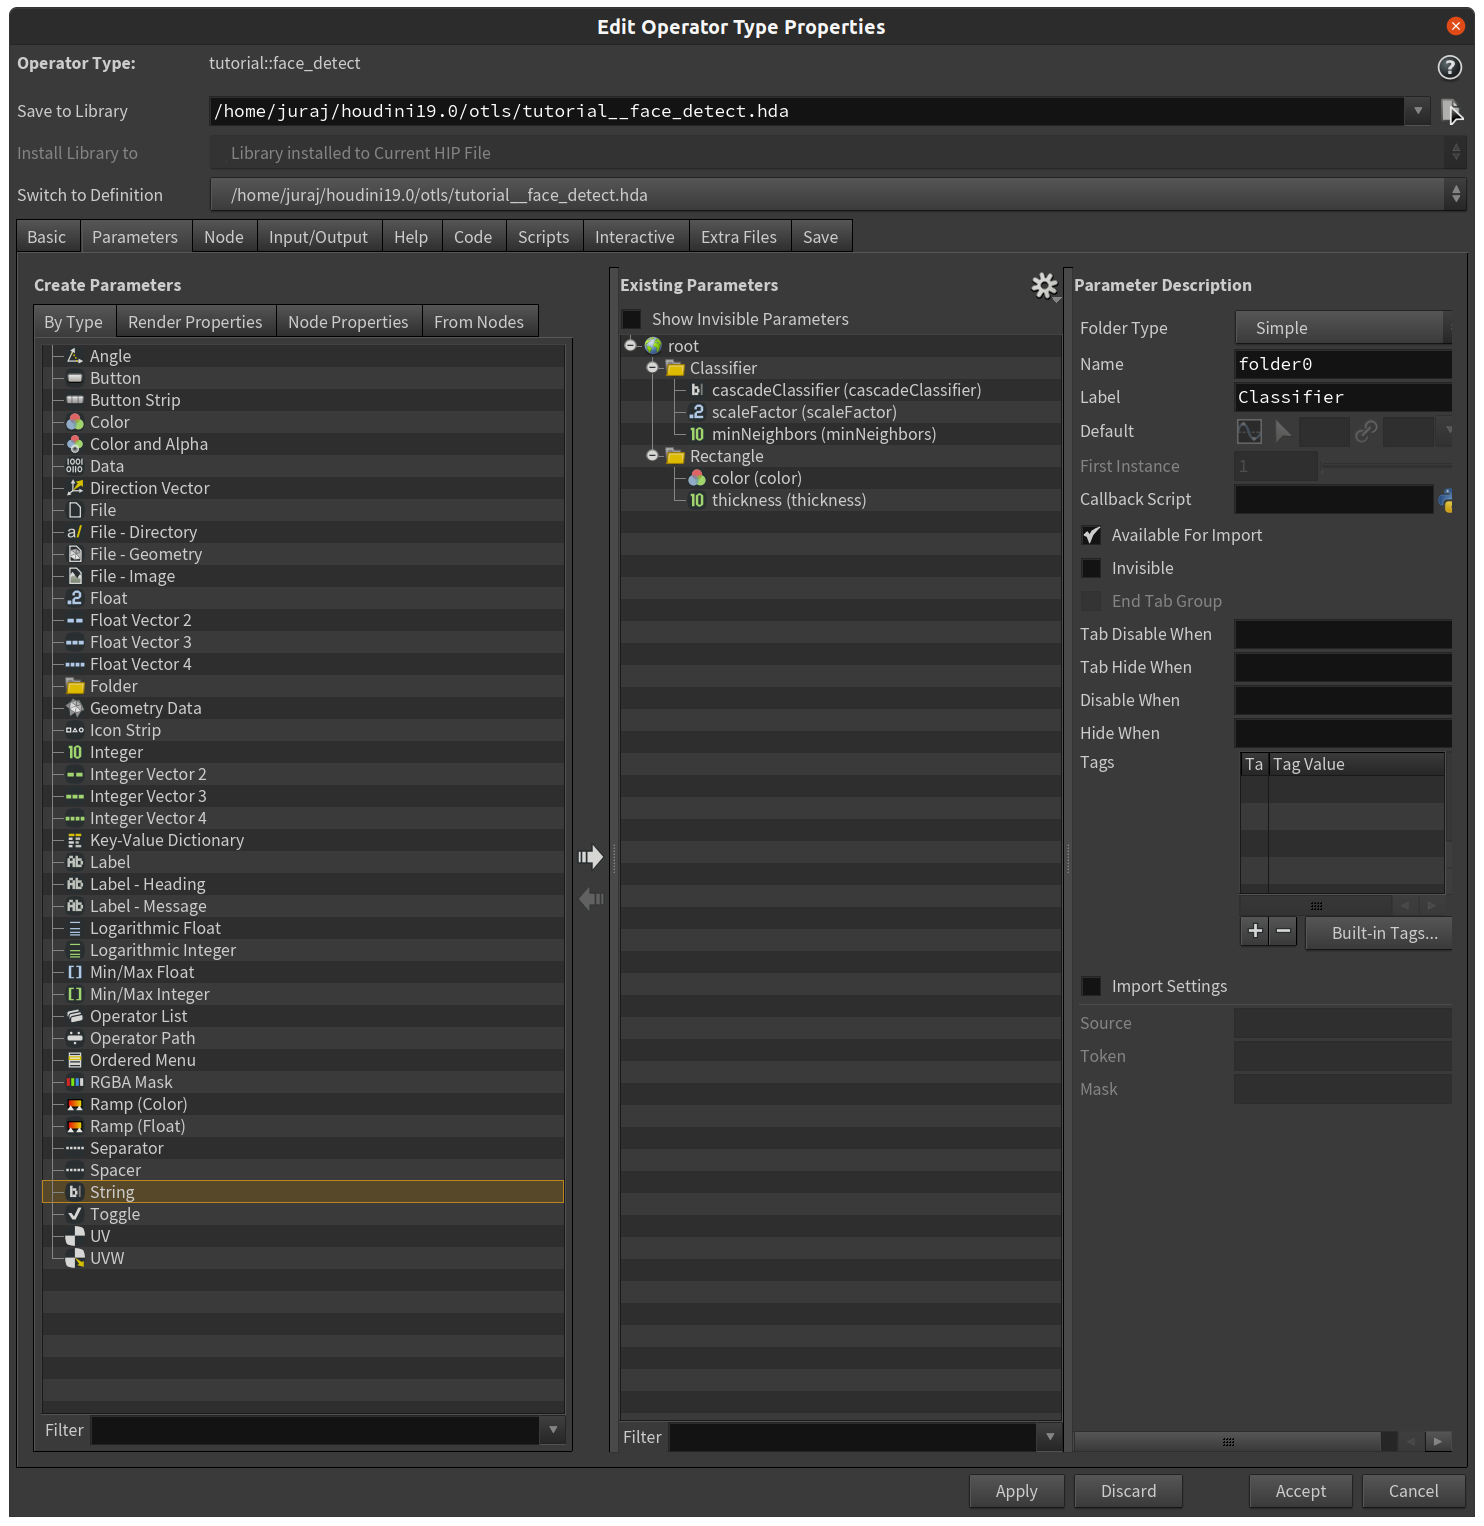 Edit Operator Type Properties
Operator Type: tutorial::face_detect
Save to Library /home/juraj/houdini19.0/otls/tutorial__face_detect.hda
Install Library to Library installed to Current HIP File
Switch to Definition /home/juraj/houdini19.0/otls/tutorial__face_detect.hda
Basic Parameters Node Input/Output Help Code Scripts Interactive Extra Files Save
Create Parameters
By Type Render Properties Node Properties From Nodes
Angle
Button
Button Strip
Color
Color and Alpha
Data
Direction Vector
File
File - Directory
File - Geometry
File - Image
Float
Float Vector 2
Float Vector 3
Float Vector 4
Folder
Geometry Data
Icon Strip
Integer
Integer Vector 2
Integer Vector 3
Integer Vector 4
Key-Value Dictionary
Label
Label - Heading
Label - Message
Logarithmic Float
Logarithmic Integer
Min/Max Float
Min/Max Integer
Operator List
Operator Path
Ordered Menu
RGBA Mask
Ramp (Color)
Ramp (Float)
Separator
Spacer
String
Toggle
UV
UVW
Filter
Existing Parameters
Show Invisible Parameters
root
Classifier
cascadeClassifier (cascadeClassifier)
scaleFactor (scaleFactor)
minNeighbors (minNeighbors)
Rectangle
color (color)
thickness (thickness)
Filter
Parameter Description
Folder Type Simple
Name folder0
Label Classifier
Default
First Instance 1
Callback Script
Available For Import
Invisible
End Tab Group
Tab Disable When
Tab Hide When
Disable When
Hide When
Tags Ta Tag Value
Built-in Tags...
Import Settings
Source
Token
Mask
Apply Discard Accept Cancel